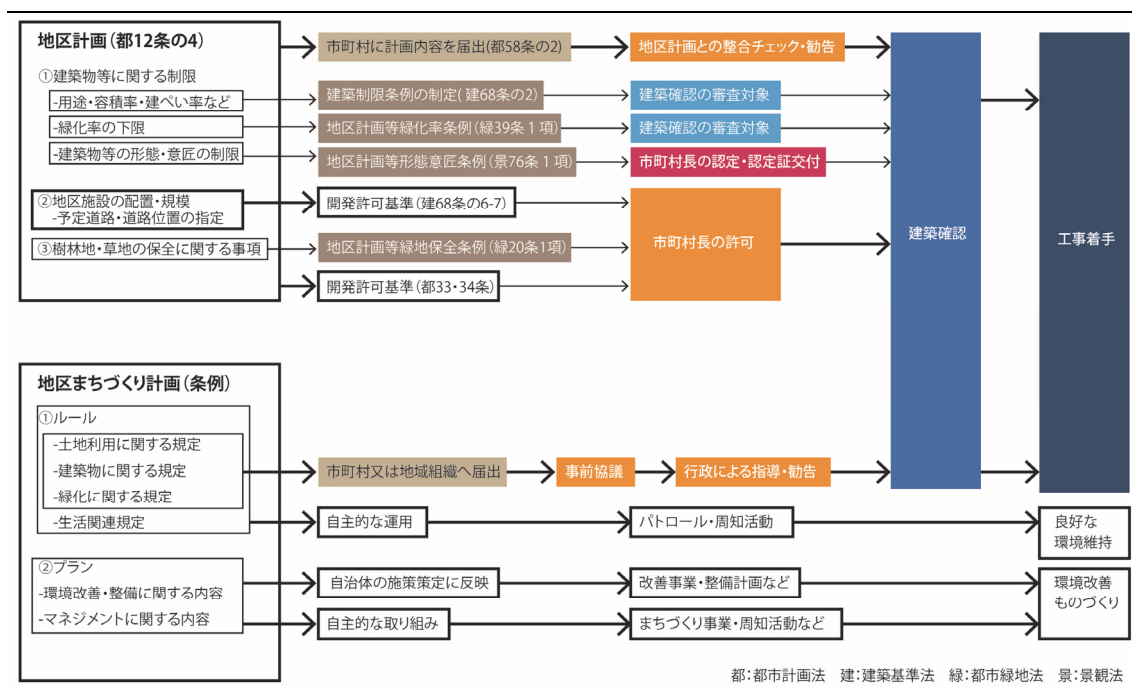 地区計画(都12条の4)
市町村に計画内容を届出(都58条の2)
地区計画との整合チェック・勧告
①建築物等に関する制限
-用途・容積率・建ぺい率など
建築制限条例の制定( 建68条の2)
建築確認の審査対象
-緑化率の下限
地区計画等緑化率条例(緑39条1項)
建築確認の審査対象
-建築物等の形態・意匠の制限
地区計画等形態意匠条例(景76条1項)
市町村長の認定・認定証交付
②地区施設の配置・規模
-予定道路・道路位置の指定
開発許可基準(建68条の6-7)
③樹林地・草地の保全に関する事項
地区計画等緑地保全条例(緑20条1項)
市町村長の許可
開発許可基準(都33・34条)
建築確認
工事着手
地区まちづくり計画(条例)
①ルール
-土地利用に関する規定
-建築物に関する規定
-緑化に関する規定
市町村又は地域組織へ届出
事前協議
行政による指導・勧告
-生活関連規定
自主的な運用
パトロール・周知活動
良好な
環境維持
②プラン
-環境改善・整備に関する内容
自治体の施策策定に反映
改善事業・整備計画など
-マネジメントに関する内容
自主的な取り組み
まちづくり事業・周知活動など
環境改善
ものづくり
都:都市計画法 建:建築基準法 緑:都市緑地法 景:景観法